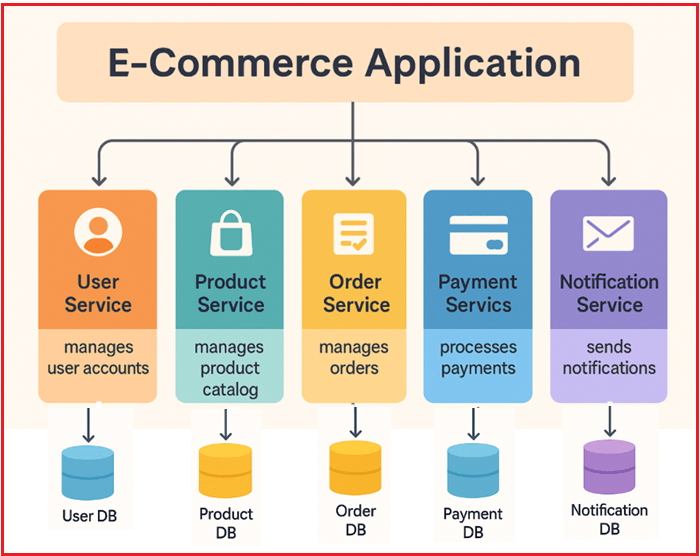 E-Commerce Application
User
Service
manages
user accounts
Product
Service
manages
product
catalog
Order
Service
manages
orders
Payment
Servics
processes
payments
Notification
Service
sends
notifications
User DB
Product
DB
Order
DB
Payment
DB
Notification
DB